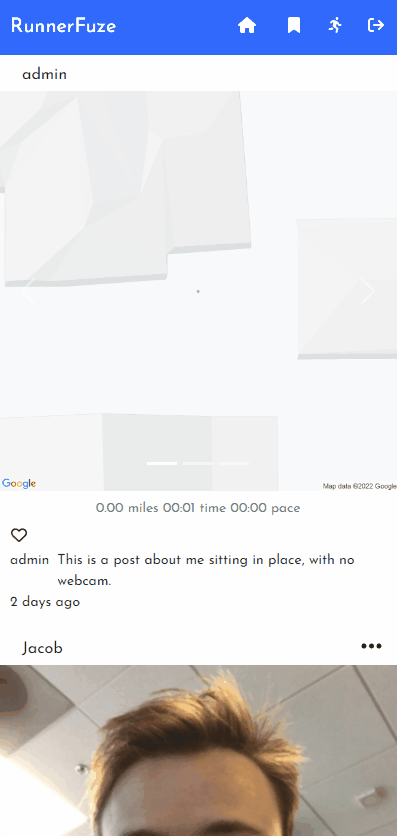 RunnerFuze
admin
Google
Map data ©2022 Google
0.00 miles 00:01 time 00:00 pace
admin This is a post about me sitting in place, with no
webcam.
2 days ago
Jacob